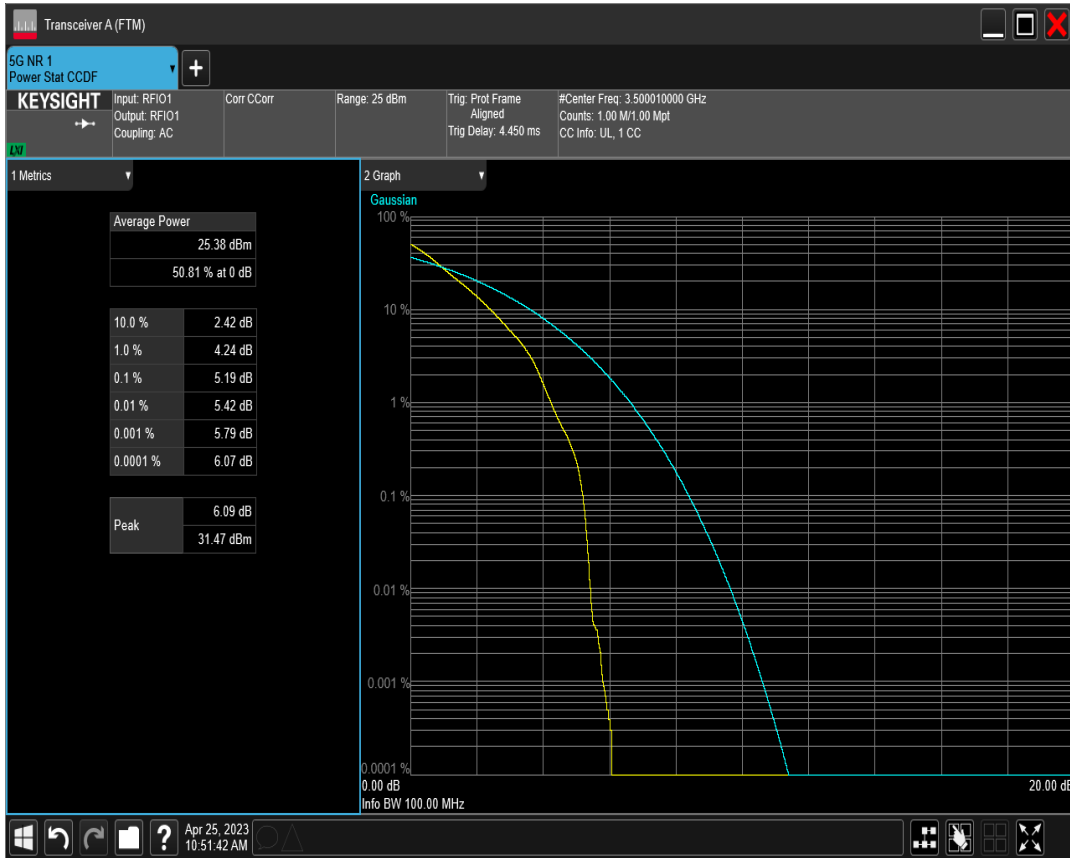 Transceiver A (FTM)
5G NR 1
Power Stat CCDF
+
KEYSIGHT
LXI
Input: RFIO1
Output: RFIO1
Coupling: AC
Corr CCorr
Range: 25 dBm
Trig: Prot Frame
Aligned
Trig Delay: 4.450 ms
#Center Freq: 3.500010000 GHz
Counts: 1.00 M/1.00 Mpt
CC Info: UL, 1 CC
1 Metrics
Average Power
25.38 dBm
50.81 % at 0 dB
10.0 % 2.42 dB
1.0 % 4.24 dB
0.1 % 5.19 dB
0.01 % 5.42 dB
0.001 % 5.79 dB
0.0001 % 6.07 dB
Peak
6.09 dB
31.47 dBm
2 Graph
Gaussian
100 %
10 %
1 %
0.1 %
0.01 %
0.001 %
0.0001 %
0.00 dB 20.00 dB
Info BW 100.00 MHz
?
Apr 25, 2023
10:51:42 AM